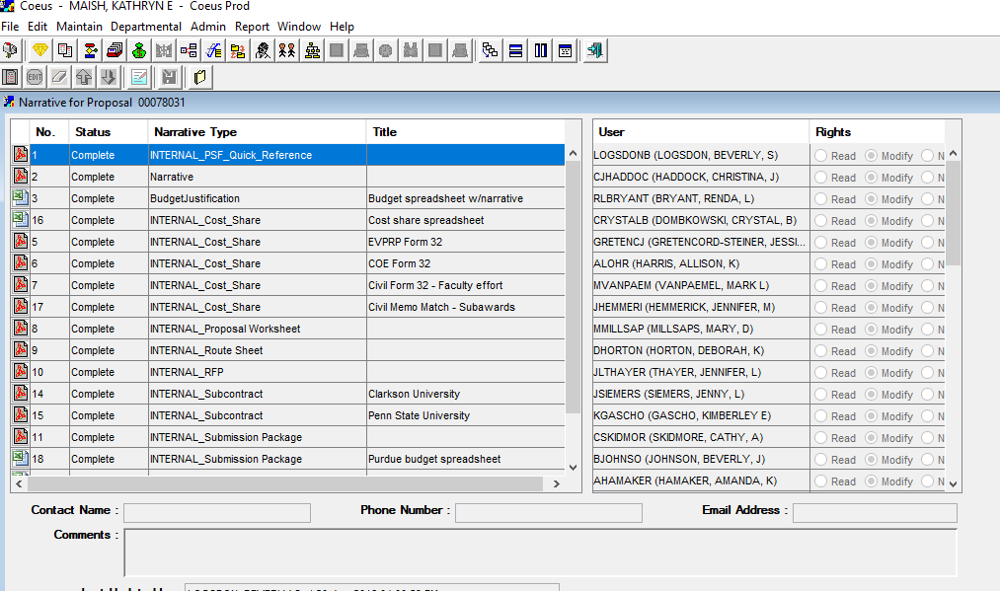 Coeus - MAISH, KATHRYN E - Coeus Prod
File Edit Maintain Departmental Admin Report Window Help
EDIT
Narrative for Proposal 00078031
No. Status Narrative Type Title
1 Complete INTERNAL_PSF_Quick_Reference
2 Complete Narrative
3 Complete BudgetJustification Budget spreadsheet w/narrative
16 Complete INTERNAL_Cost_Share Cost share spreadsheet
5 Complete INTERNAL_Cost_Share EVPRP Form 32
6 Complete INTERNAL_Cost_Share COE Form 32
7 Complete INTERNAL_Cost_Share Civil Form 32 - Faculty effort
17 Complete INTERNAL_Cost_Share Civil Memo Match - Subawards
8 Complete INTERNAL_Proposal Worksheet
9 Complete INTERNAL_Route Sheet
10 Complete INTERNAL_RFP
14 Complete INTERNAL_Subcontract Clarkson University
15 Complete INTERNAL_Subcontract Penn State University
11 Complete INTERNAL_Submission Package
18 Complete INTERNAL_Submission Package Purdue budget spreadsheet
User Rights
LOGSDONB (LOGSDON, BEVERLY, S) Read Modify N
CJHADDOC (HADDOCK, CHRISTINA, J) Read Modify N
RLBRYANT (BRYANT, RENDA, L) Read Modify N
CRYSTALB (DOMBKOWSKI, CRYSTAL, B) Read Modify N
GRETENCJ (GRETENCORD-STEINER, JESSI... Read Modify N
ALOHR (HARRIS, ALLISON, K) Read Modify N
MVANPAEM (VANPAEMEL, MARK L) Read Modify N
JHEMMERI (HEMMERICK, JENNIFER, M) Read Modify N
MMILLSAP (MILLSAPS, MARY, D) Read Modify N
DHORTON (HORTON, DEBORAH, K) Read Modify N
JLTHAYER (THAYER, JENNIFER, L) Read Modify N
JSIEMERS (SIEMERS, JENNY, L) Read Modify N
KGASCHO (GASCHO, KIMBERLEY E) Read Modify N
CSKIDMOR (SKIDMORE, CATHY, A) Read Modify N
BJOHNSO (JOHNSON, BEVERLY, J) Read Modify N
AHAMAKER (HAMAKER, AMANDA, K) Read Modify N
Contact Name : Phone Number : Email Address :
Comments :